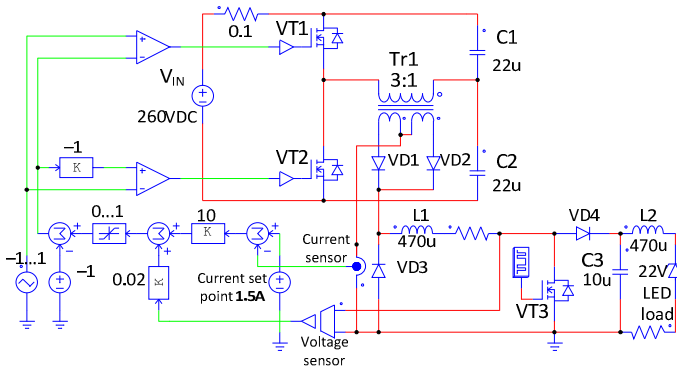 0.1
VT1
C1
22u
Tr1
3:1
V_IN
260VDC
−1
K
VT2
VD1
VD2
C2
22u
0...1
10
K
L1
470u
VD4
L2
470u
−1...1
−1
0.02
K
Current set
point 1.5A
Current
sensor
VD3
C3
10u
22V
LED
load
VT3
Voltage
sensor